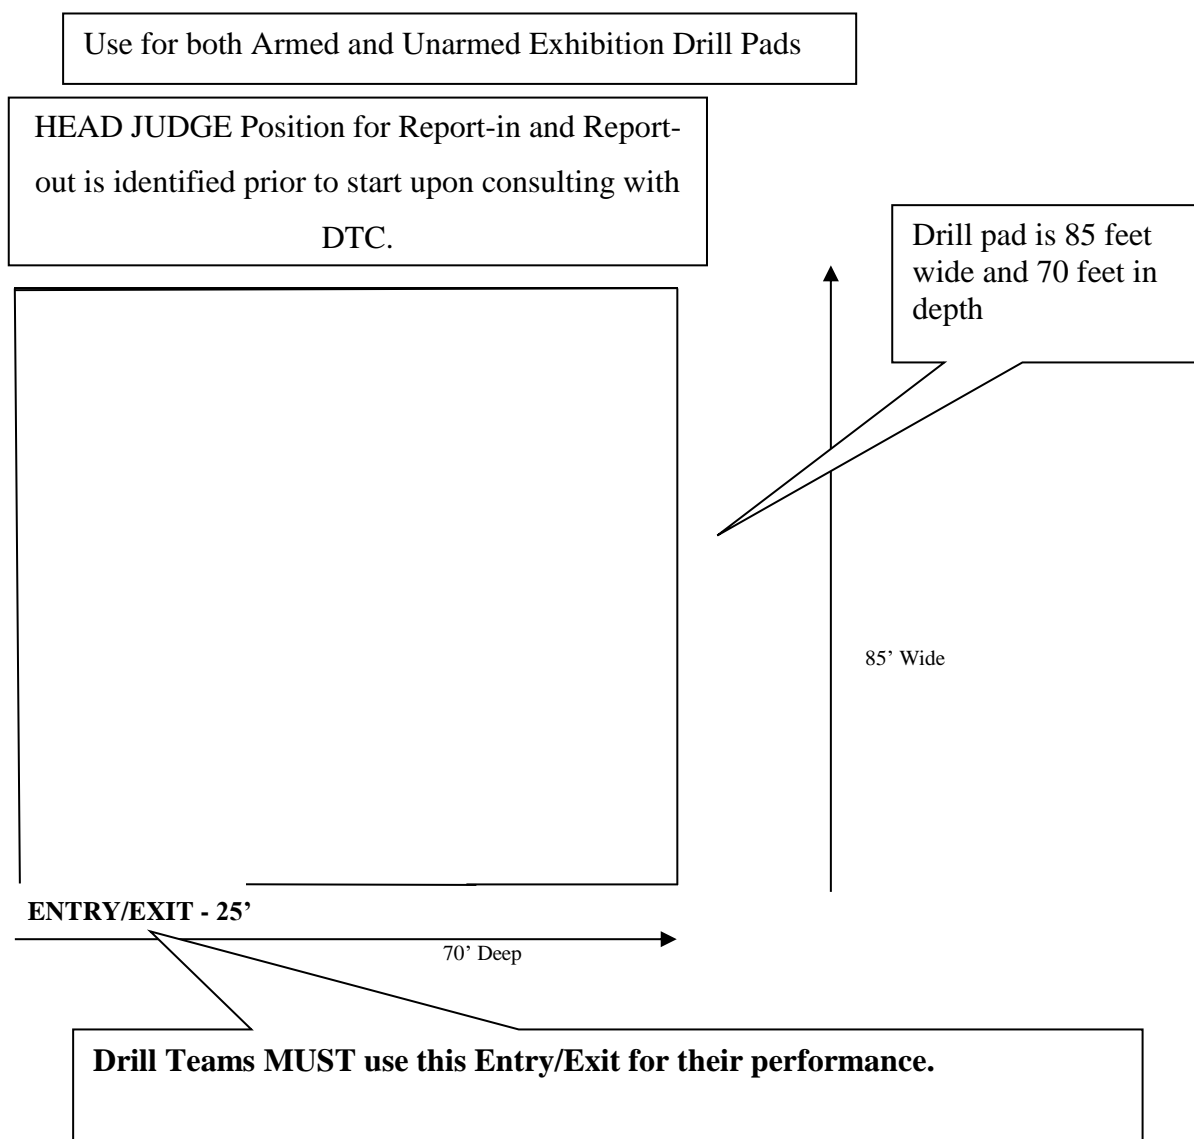 Use for both Armed and Unarmed Exhibition Drill Pads
HEAD JUDGE Position for Report-in and Report-
out is identified prior to start upon consulting with
DTC.
Drill pad is 85 feet
wide and 70 feet in
depth
85’ Wide
ENTRY/EXIT - 25’
70’ Deep
Drill Teams MUST use this Entry/Exit for their performance.